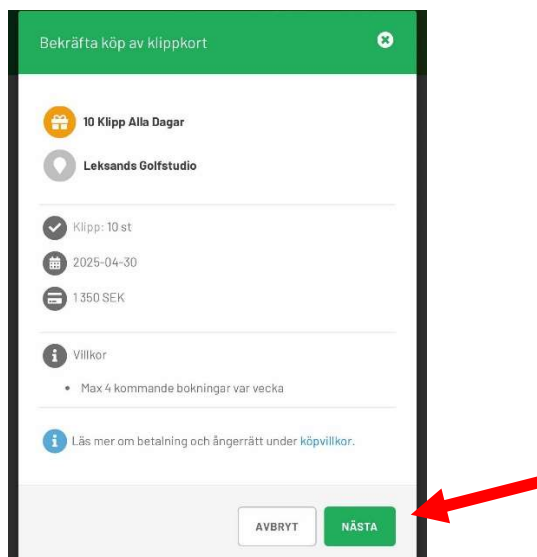 Bekräfta köp av klippkort
10 Klipp Alla Dagar
Leksands Golfstudio
Klipp: 10 st
2025-04-30
1 350 SEK
Villkor
• Max 4 kommande bokningar var vecka
Läs mer om betalning och ångerrätt under köpvillkor.
AVBRYT NÄSTA